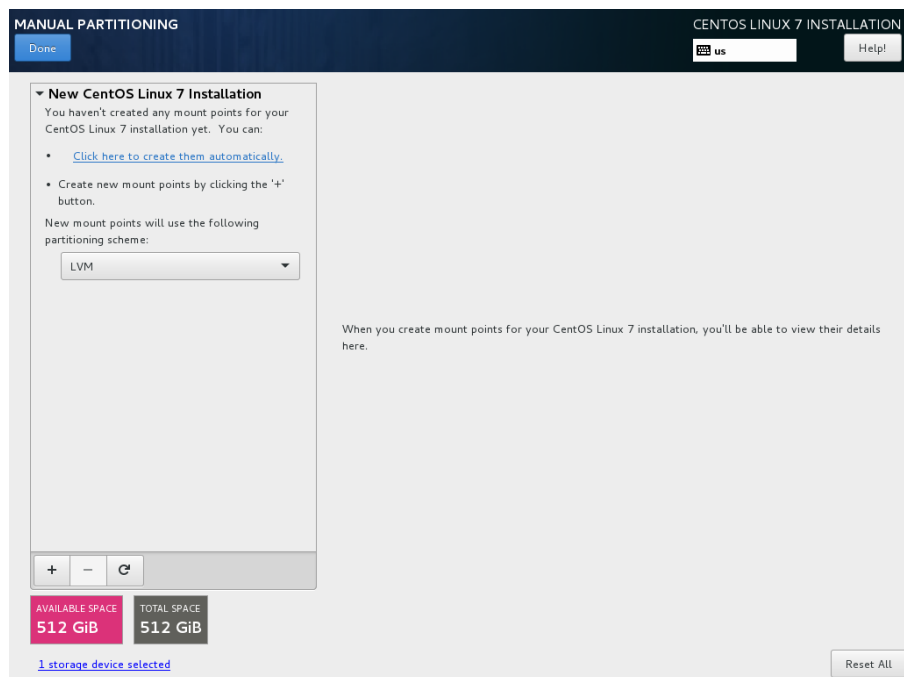 MANUAL PARTITIONING
CENTOS LINUX 7 INSTALLATION
Done
us
Help!
New CentOS Linux 7 Installation
You haven't created any mount points for your
CentOS Linux 7 installation yet. You can:
• Click here to create them automatically.
• Create new mount points by clicking the '+'
button.
New mount points will use the following
partitioning scheme:
LVM
When you create mount points for your CentOS Linux 7 installation, you'll be able to view their details
here.
+ −
AVAILABLE SPACE
512 GiB
TOTAL SPACE
512 GiB
1 storage device selected
Reset All